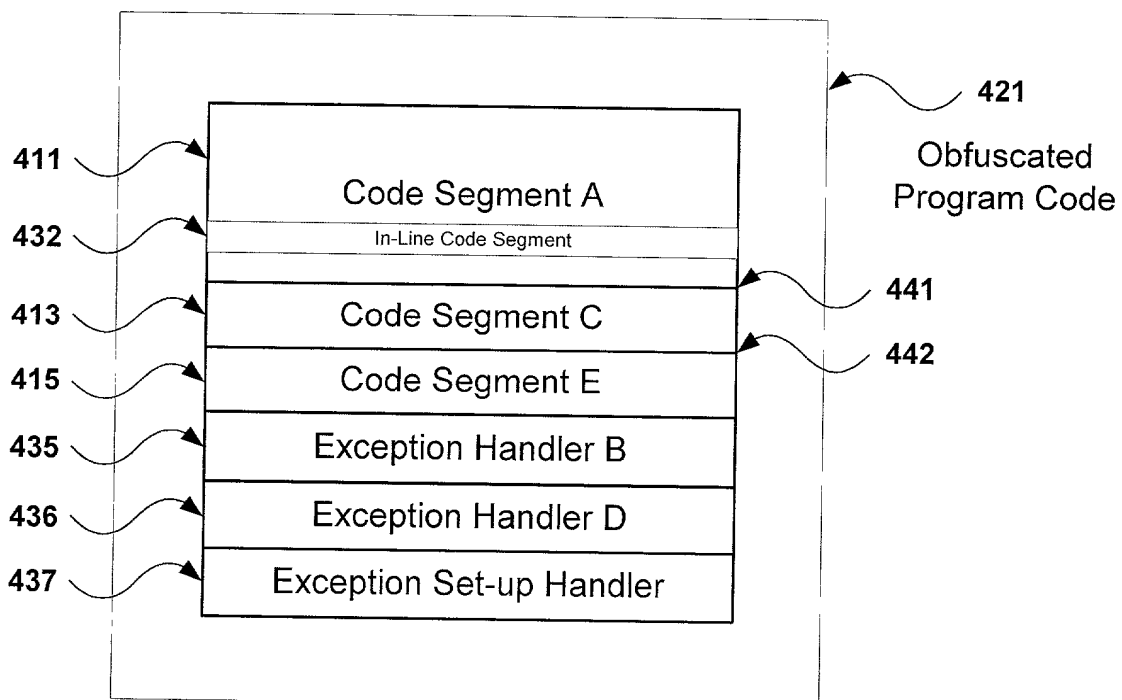 421
Obfuscated
Program Code
411
Code Segment A
432
In-Line Code Segment
441
413
Code Segment C
442
415
Code Segment E
435
Exception Handler B
436
Exception Handler D
437
Exception Set-up Handler